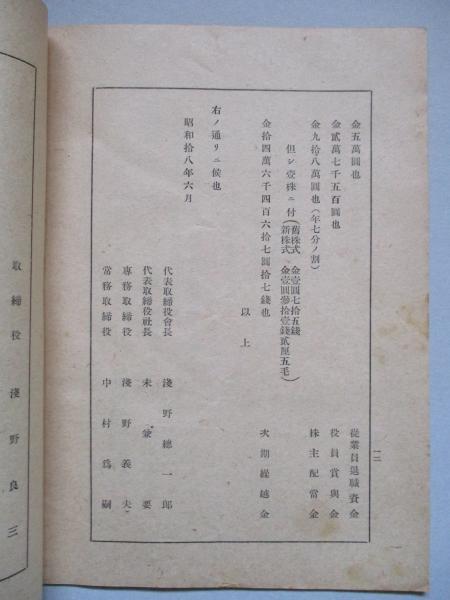 一二
金五萬圓也 從業員退職資金
金貳萬七千五百圓也 役員賞與金
金九拾八萬圓也(年七分ノ割) 株主配當金
但シ壹株ニ付(舊株式 金壹圓七拾五錢
新株式 金壹圓參拾壹錢貳厘五毛)
金拾四萬六千四百六拾七圓拾七錢也 次期繰越金
以上
右ノ通リニ候也
昭和拾八年六月
代表取締役會長 淺野總一郎
代表取締役社長 末兼要
專務取締役 淺野義夫
常務取締役 中村爲嗣
取締役 淺野良三